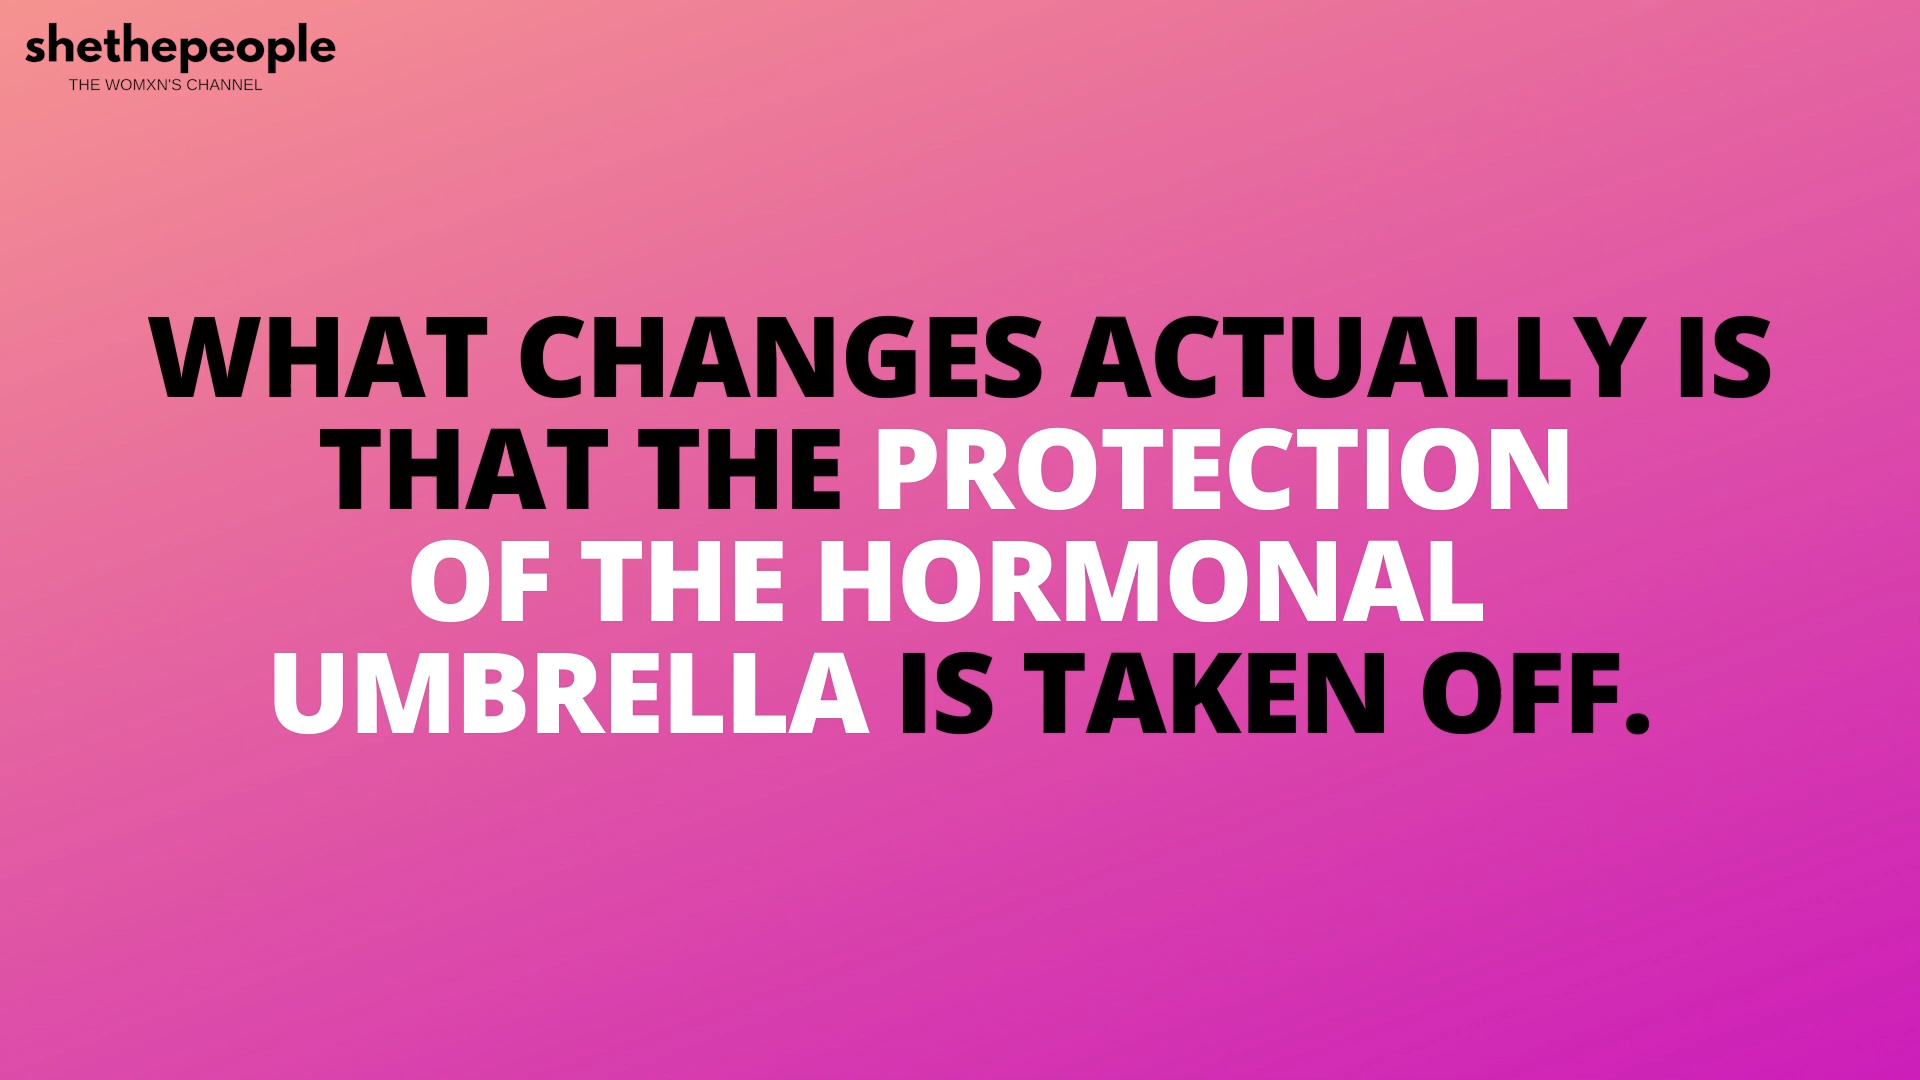 shethepeople
THE WOMXN'S CHANNEL
WHAT CHANGES ACTUALLY IS
THAT THE PROTECTION
OF THE HORMONAL
UMBRELLA IS TAKEN OFF.